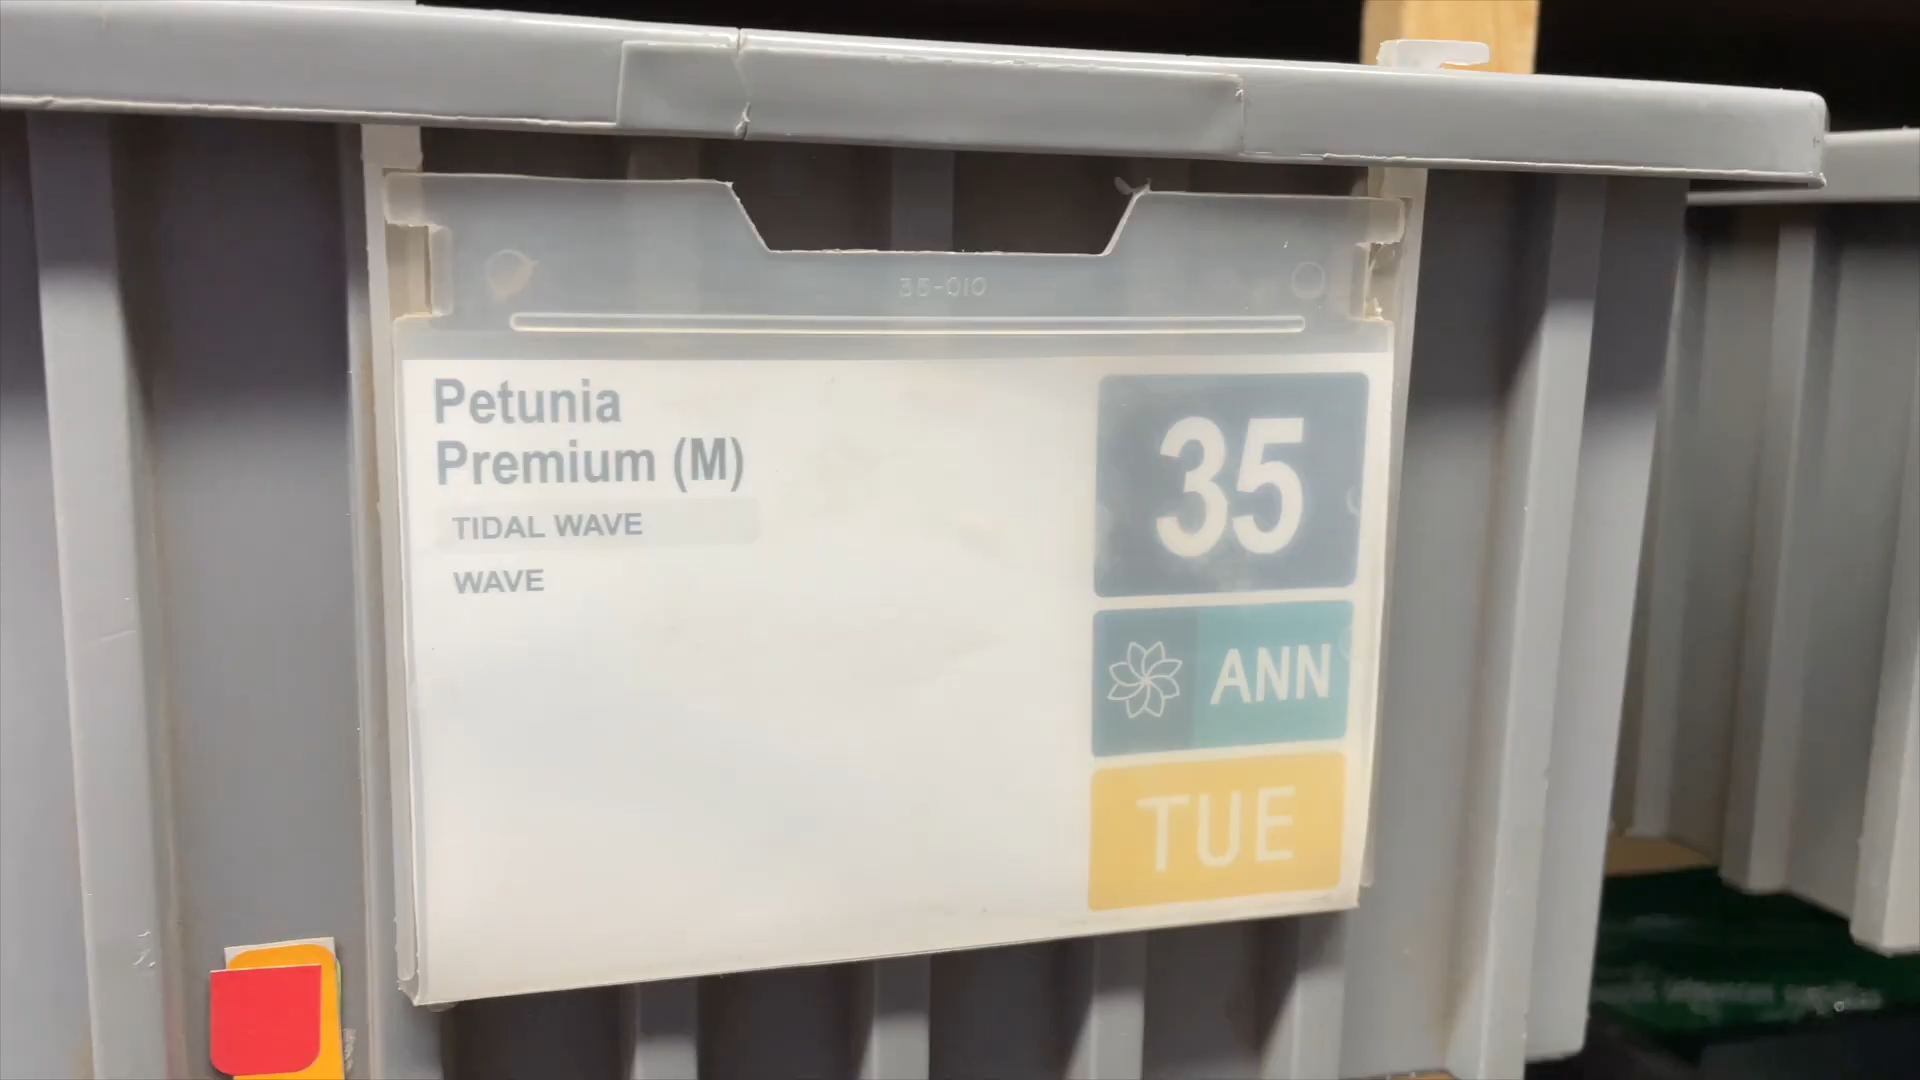 35-010
Petunia
Premium (M)
TIDAL WAVE
WAVE
35
ANN
TUE